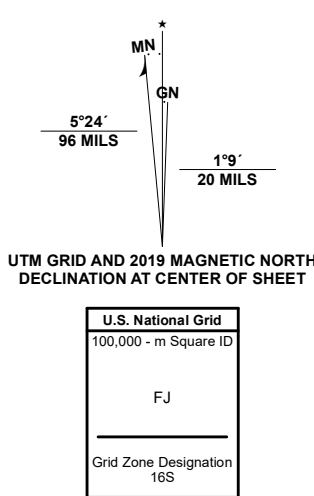 MN
GN
5°24´
96 MILS
1°9´
20 MILS
UTM GRID AND 2019 MAGNETIC NORTH
DECLINATION AT CENTER OF SHEET
U.S. National Grid
100,000 - m Square ID
FJ
Grid Zone Designation
16S